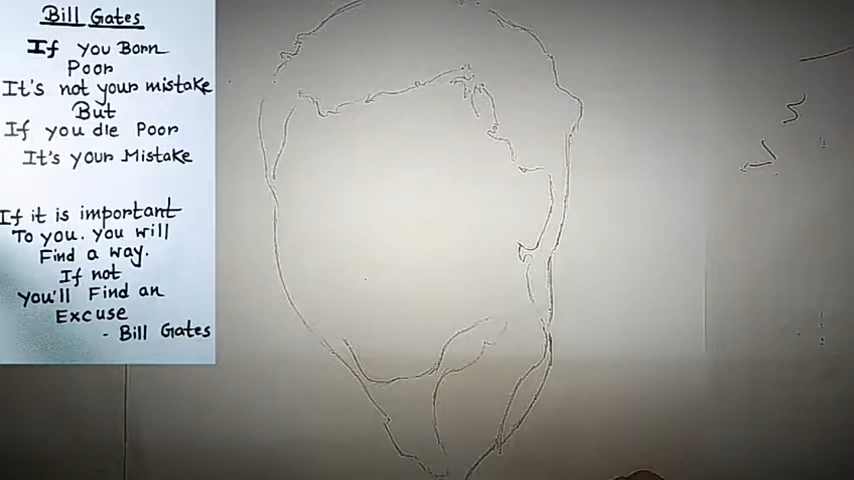 Bill Gates
If you Born
Poor
It's not your mistake
But
If you die Poor
It's your Mistake
If it is important
To you. you will
Find a way.
If not
you'll Find an
Excuse
- Bill Gates